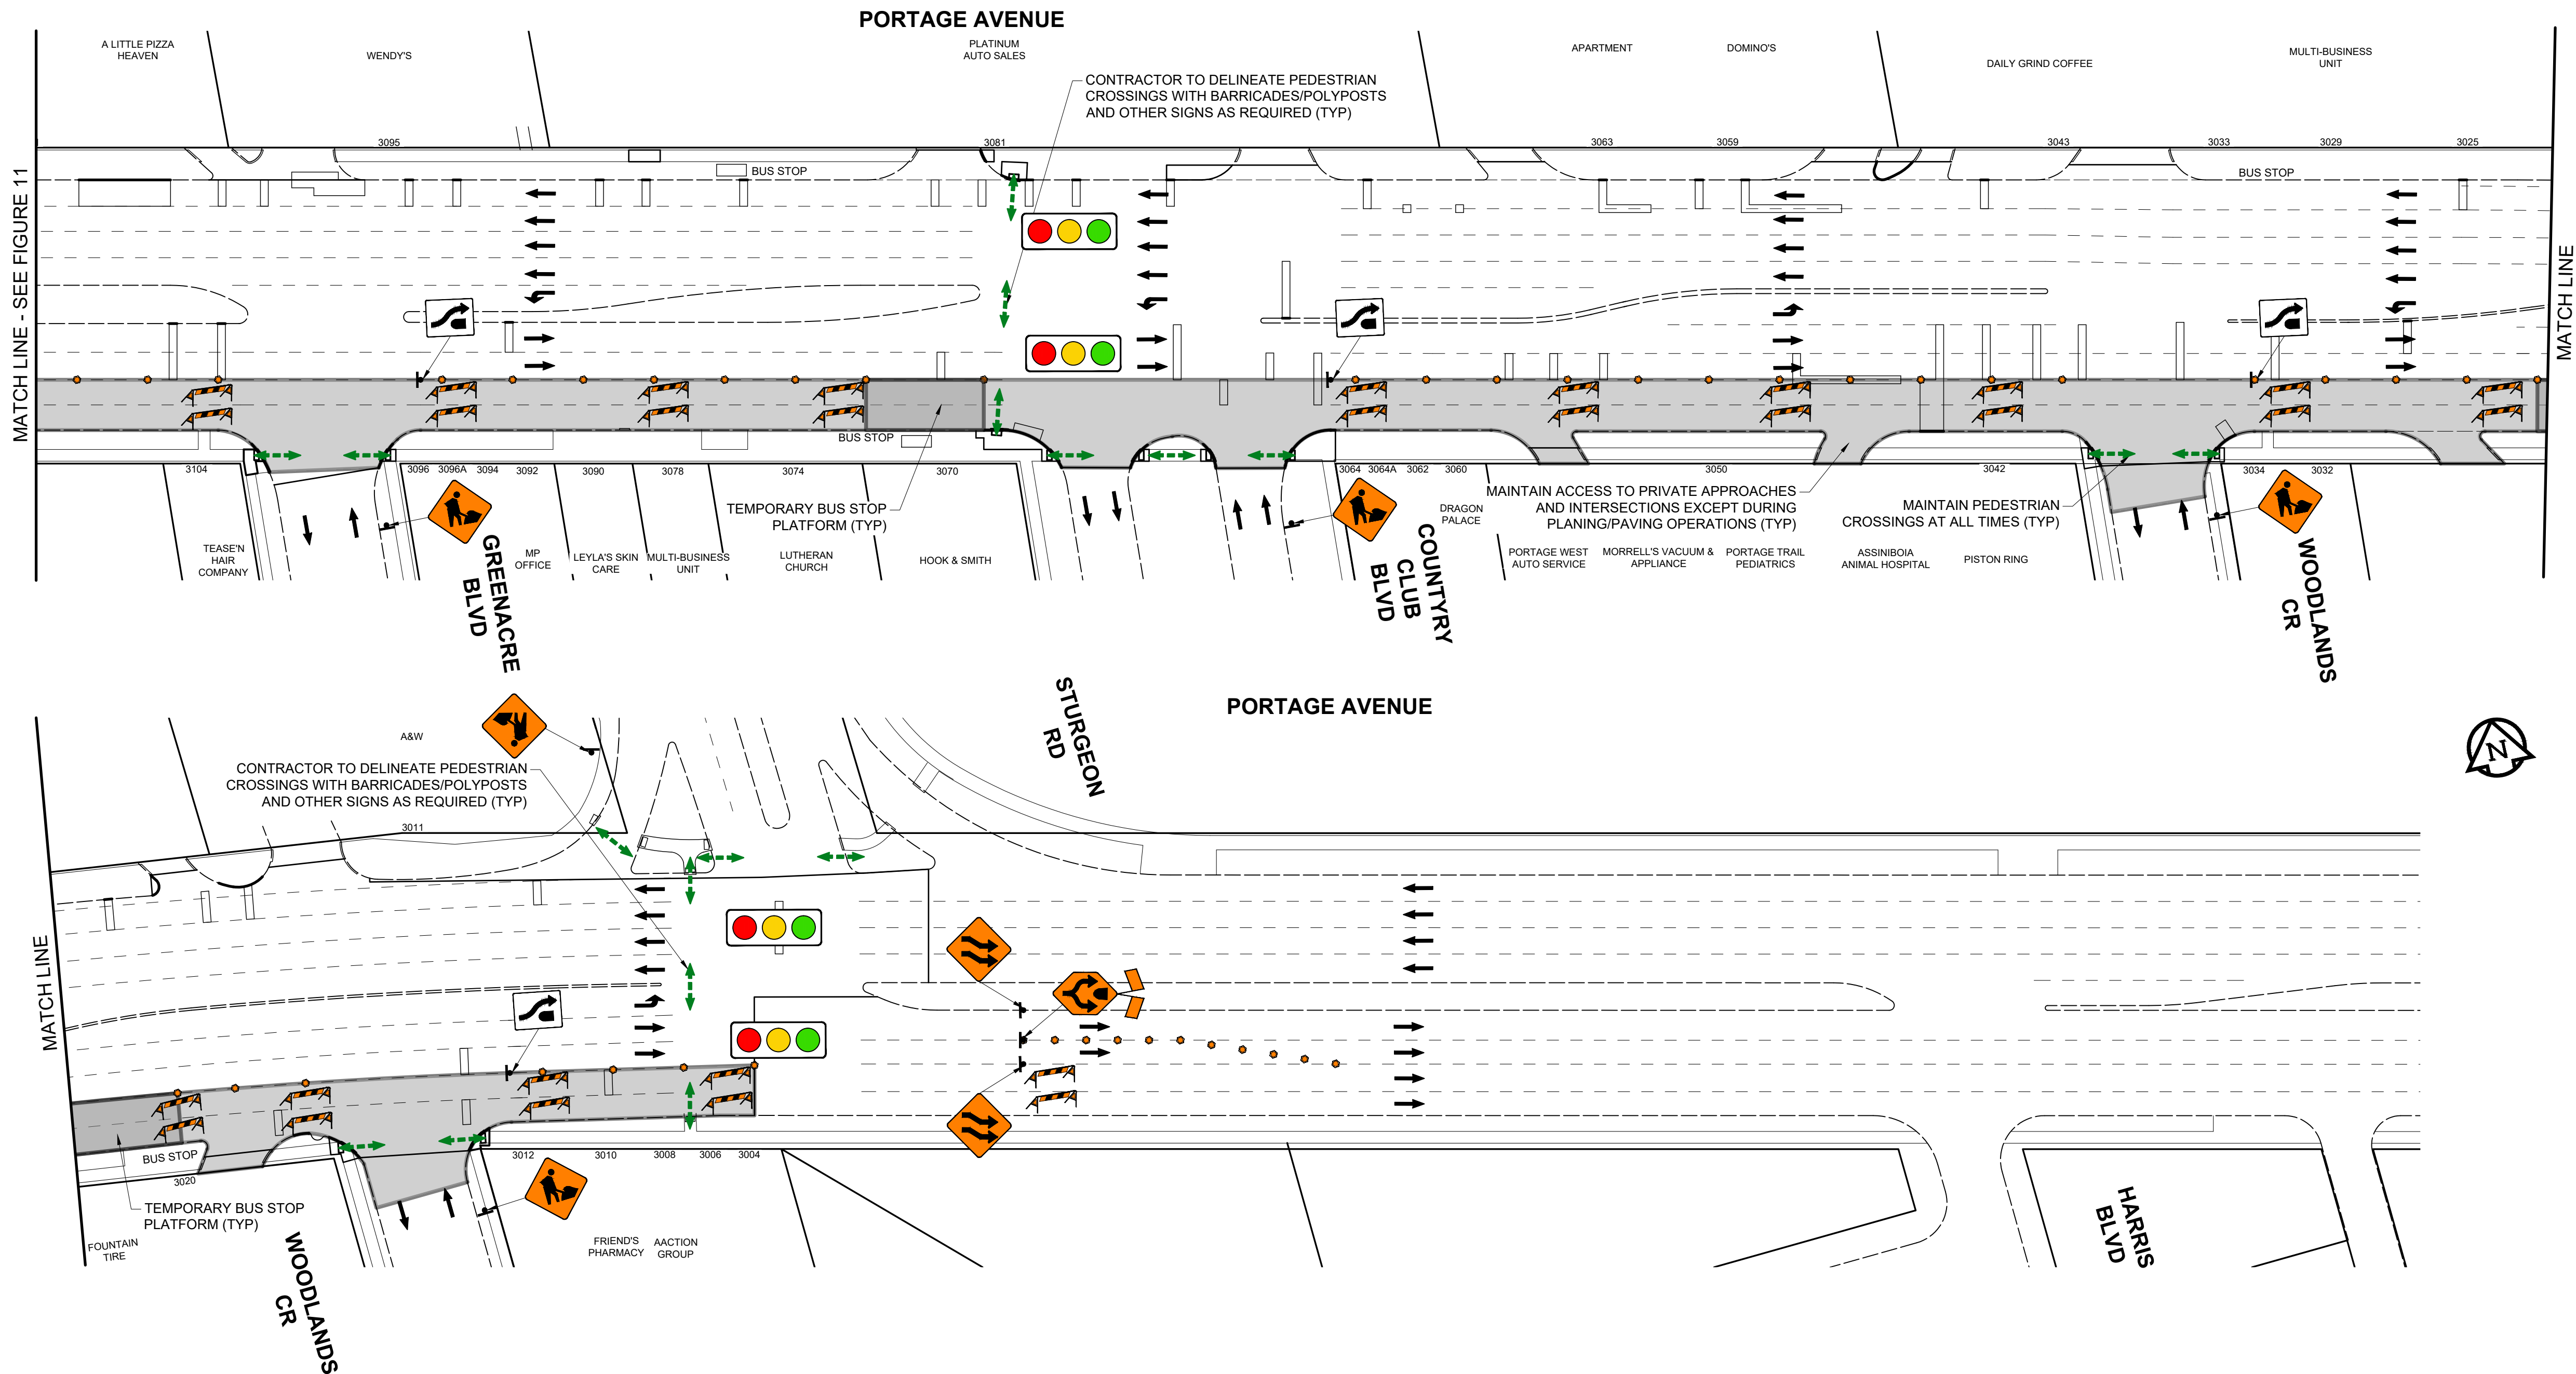 PORTAGE AVENUE
A LITTLE PIZZA
HEAVEN
WENDY'S
PLATINUM
AUTO SALES
APARTMENT
DOMINO'S
DAILY GRIND COFFEE
MULTI-BUSINESS
UNIT
CONTRACTOR TO DELINEATE PEDESTRIAN
CROSSINGS WITH BARRICADES/POLYPOSTS
AND OTHER SIGNS AS REQUIRED (TYP)
3095
3081
3063
3059
3043
3033
3029
3025
BUS STOP
BUS STOP
MATCH LINE - SEE FIGURE 11
MATCH LINE
BUS STOP
3104
3096
3096A
3094
3092
3090
3078
3074
3070
3064
3064A
3062
3060
3050
3042
3034
3032
TEMPORARY BUS STOP
PLATFORM (TYP)
DRAGON
PALACE
MAINTAIN ACCESS TO PRIVATE APPROACHES
AND INTERSECTIONS EXCEPT DURING
PLANING/PAVING OPERATIONS (TYP)
MAINTAIN PEDESTRIAN
CROSSINGS AT ALL TIMES (TYP)
TEASE'N
HAIR
COMPANY
MP
OFFICE
LEYLA'S SKIN
CARE
MULTI-BUSINESS
UNIT
LUTHERAN
CHURCH
HOOK & SMITH
PORTAGE WEST
AUTO SERVICE
MORRELL'S VACUUM &
APPLIANCE
PORTAGE TRAIL
PEDIATRICS
ASSINIBOIA
ANIMAL HOSPITAL
PISTON RING
GREENACRE
BLVD
COUNTYRY
CLUB
BLVD
WOODLANDS
CR
STURGEON
RD
PORTAGE AVENUE
N
A&W
CONTRACTOR TO DELINEATE PEDESTRIAN
CROSSINGS WITH BARRICADES/POLYPOSTS
AND OTHER SIGNS AS REQUIRED (TYP)
3011
MATCH LINE
BUS STOP
3020
3012
3010
3008
3006
3004
TEMPORARY BUS STOP
PLATFORM (TYP)
FOUNTAIN
TIRE
FRIEND'S
PHARMACY
AACTION
GROUP
WOODLANDS
CR
HARRIS
BLVD